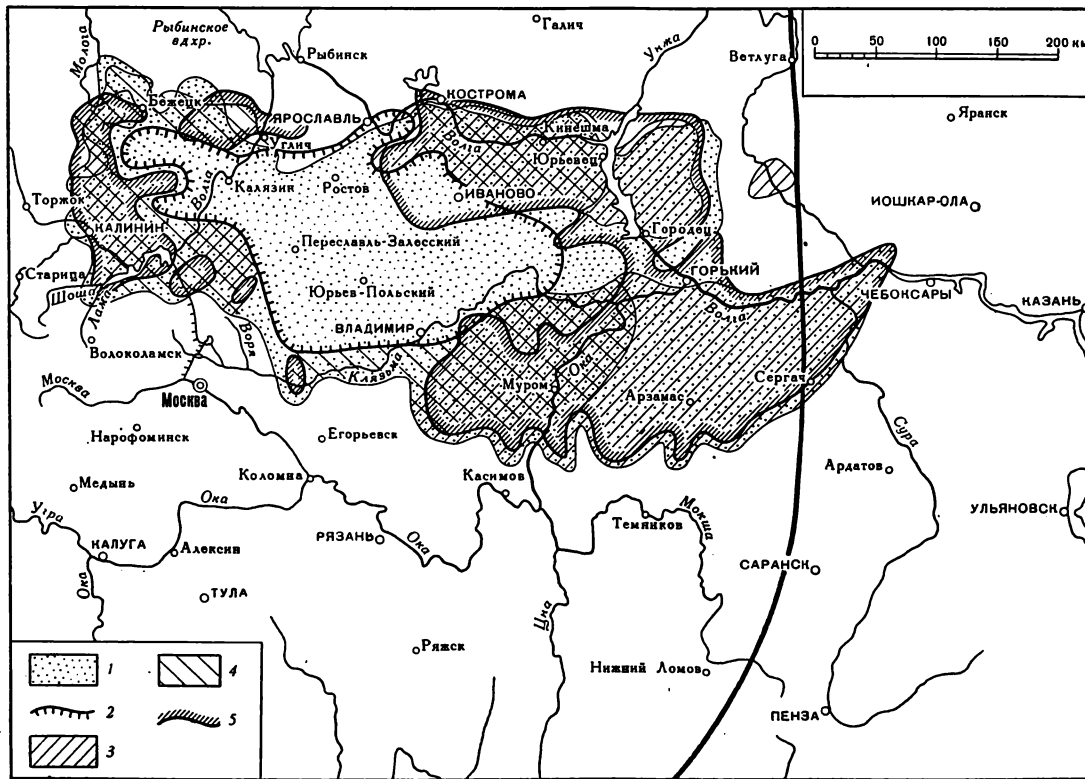 Молога
Рыбинское
вдхр.
Рыбинск
Галич
Унжа
Ветлуга
0 50 100 150 200 км
Яранск
Бежецк
ЯРОСЛАВЛЬ
КОСТРОМА
Углич
Волга
Кинешма
Юрьевец
Торжок
Волга
Калязин
Ростов
ИВАНОВО
ЙОШКАР-ОЛА
КАЛИНИН
Переславль-Залесский
Городец
Старица
Шоша
Лама
Юрьев-Польский
ГОРЬКИЙ
Волга
ЧЕБОКСАРЫ
КАЗАНЬ
Воря
ВЛАДИМИР
Волоколамск
Клязьма
Москва
Москва
Муром
Ока
Сергач
Арзамас
Нарофоминск
Егорьевск
Сура
Медынь
Коломна
Касимов
Ардатов
Угра
Ока
Ока
Мокша
Темников
УЛЬЯНОВСК
КАЛУГА
Алексин
РЯЗАНЬ
Ока
САРАНСК
ТУЛА
Цна
Ряжск
Нижний Ломов
ПЕНЗА
1
4
2
5
3